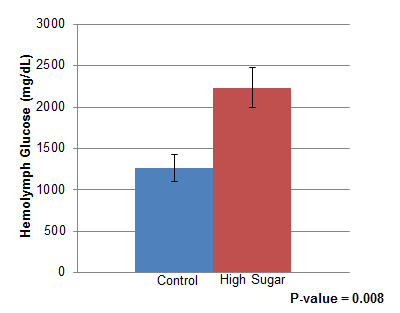 3000
2500
2000
1500
1000
500
0
Hemolymph Glucose (mg/dL)
Control
High Sugar
P-value = 0.008